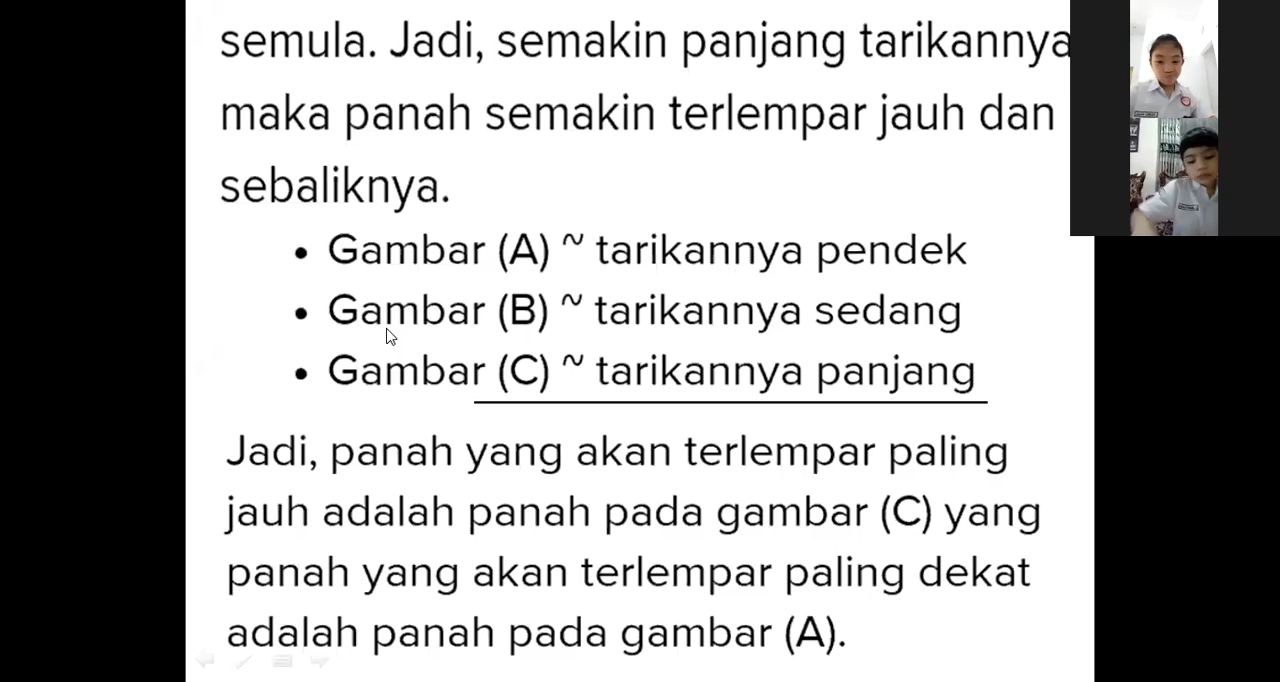 semula. Jadi, semakin panjang tarikannya
maka panah semakin terlempar jauh dan
sebaliknya.
• Gambar (A) ~ tarikannya pendek
• Gambar (B) ~ tarikannya sedang
• Gambar (C) ~ tarikannya panjang
Jadi, panah yang akan terlempar paling
jauh adalah panah pada gambar (C) yang
panah yang akan terlempar paling dekat
adalah panah pada gambar (A).